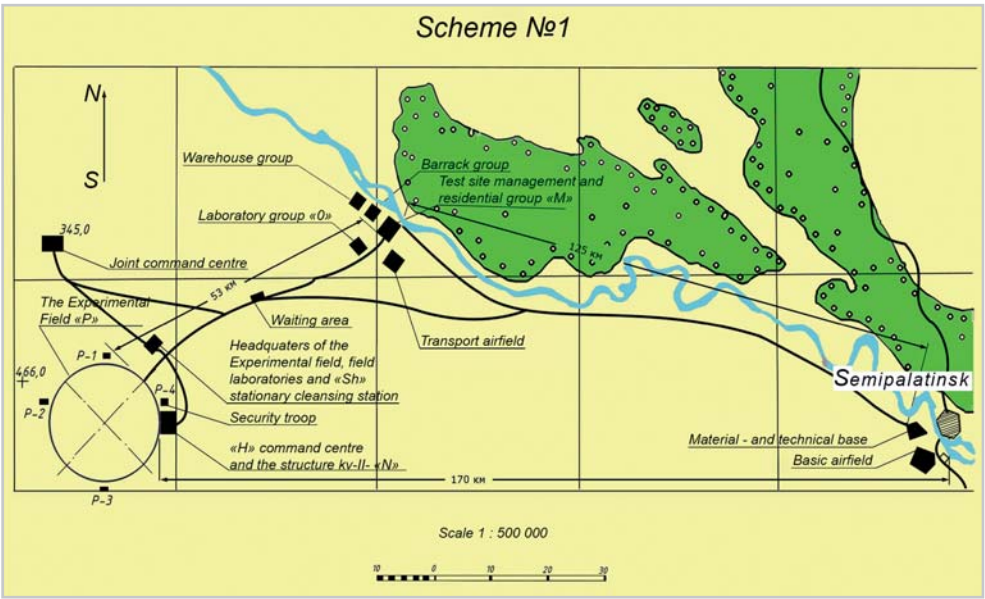 Scheme №1
N
S
Warehouse group
Barrack group
Test site management and
residential group «M»
Laboratory group «0»
345,0
Joint command centre
125 км
53 км
The Experimental
Field «P»
Waiting area
Transport airfield
Headquaters of the
Experimental field, field
laboratories and «Sh»
stationary cleansing station
P-1
466,0
P-2
P-4
Security troop
Semipalatinsk
«H» command centre
and the structure kv-II- «N»
Material - and technical base
Basic airfield
170 км
P-3
Scale 1 : 500 000
10 0 10 20 30